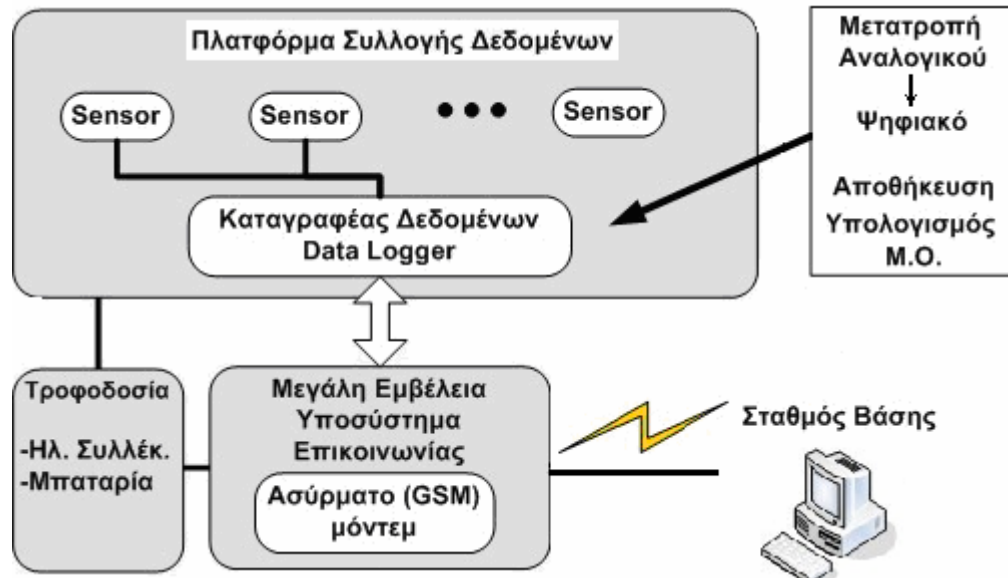 Πλατφόρμα Συλλογής Δεδομένων
Sensor
Sensor
Sensor
Καταγραφέας Δεδομένων
Data Logger
Μετατροπή
Αναλογικού
Ψηφιακό
Αποθήκευση
Υπολογισμός
Μ.Ο.
Τροφοδοσία
-Ηλ. Συλλέκ.
-Μπαταρία
Μεγάλη Εμβέλεια
Υποσύστημα
Επικοινωνίας
Ασύρματο (GSM)
μόντεμ
Σταθμός Βάσης